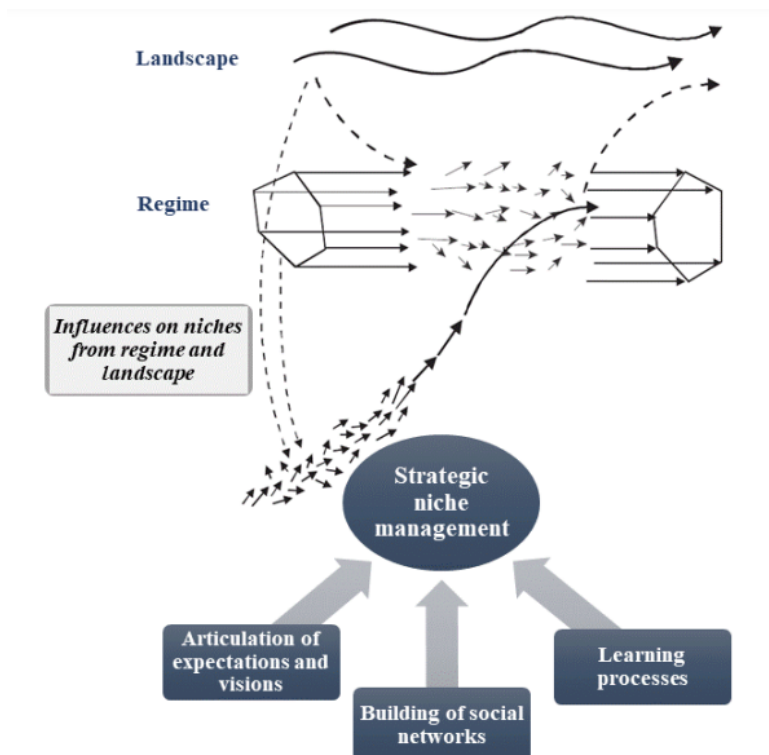 Landscape
Regime
Influences on niches
from regime and
landscape
Strategic
niche
management
Articulation of
expectations and
visions
Building of social
networks
Learning
processes